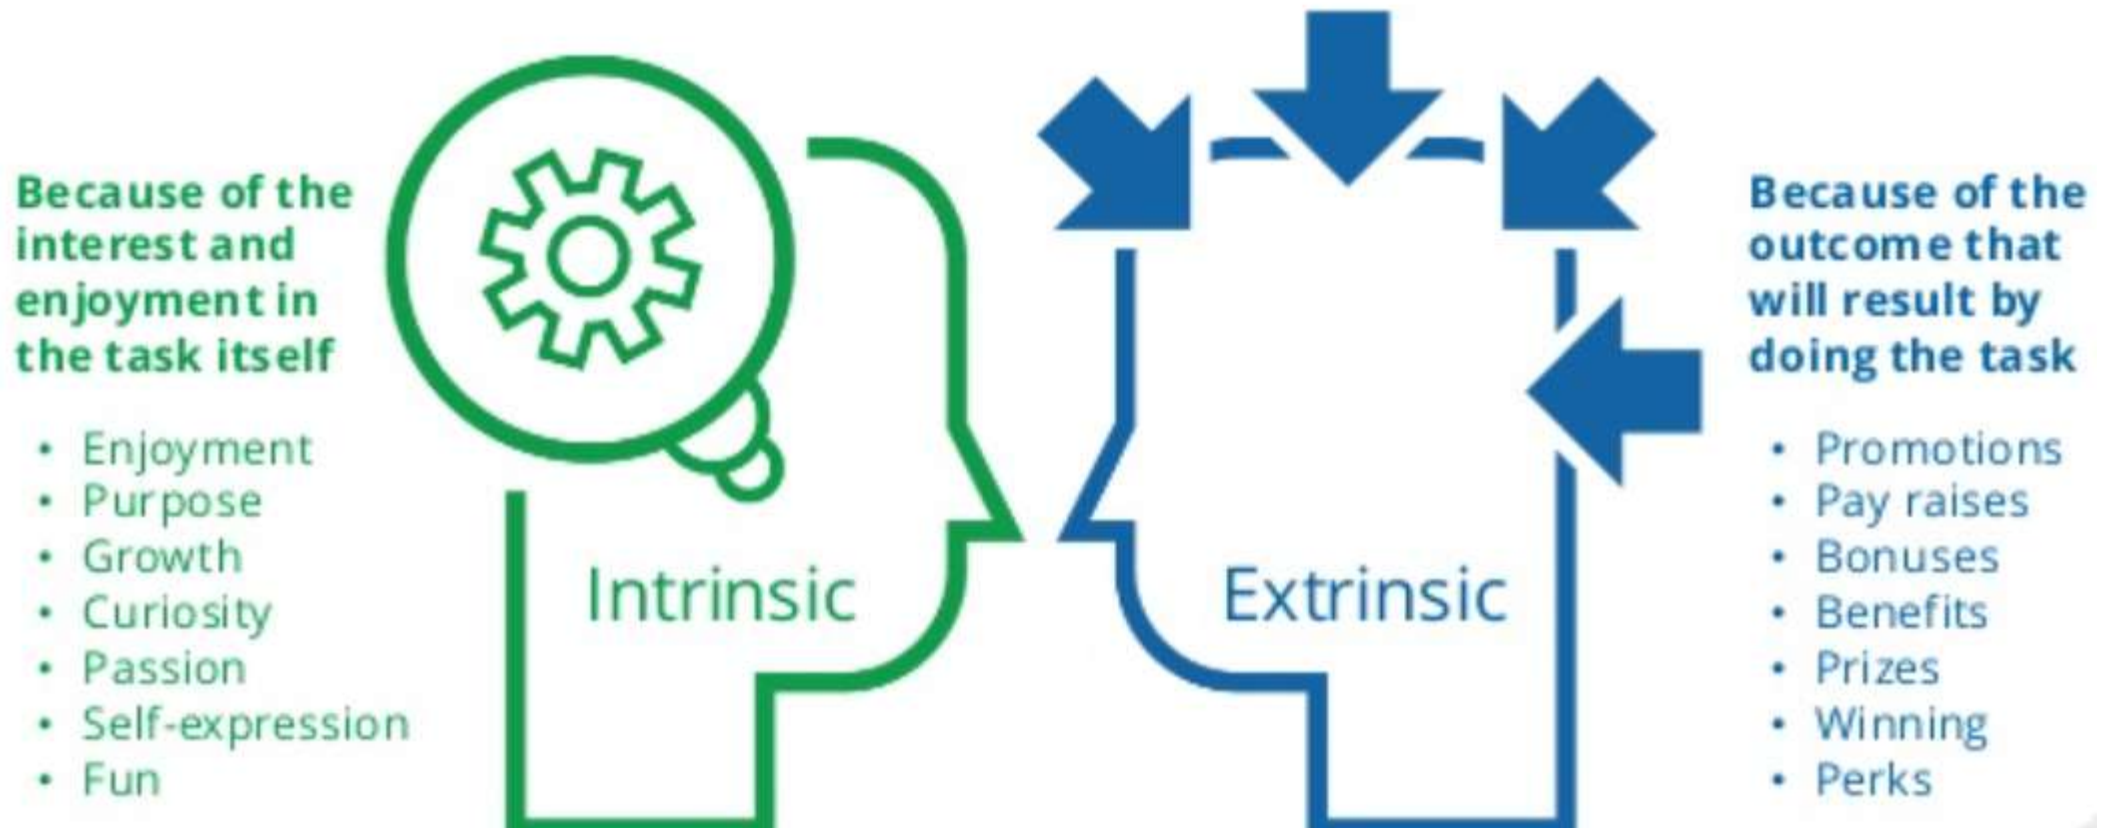 Because of the
interest and
enjoyment in
the task itself
• Enjoyment
• Purpose
• Growth
• Curiosity
• Passion
• Self-expression
• Fun
Intrinsic
Extrinsic
Because of the
outcome that
will result by
doing the task
• Promotions
• Pay raises
• Bonuses
• Benefits
• Prizes
• Winning
• Perks